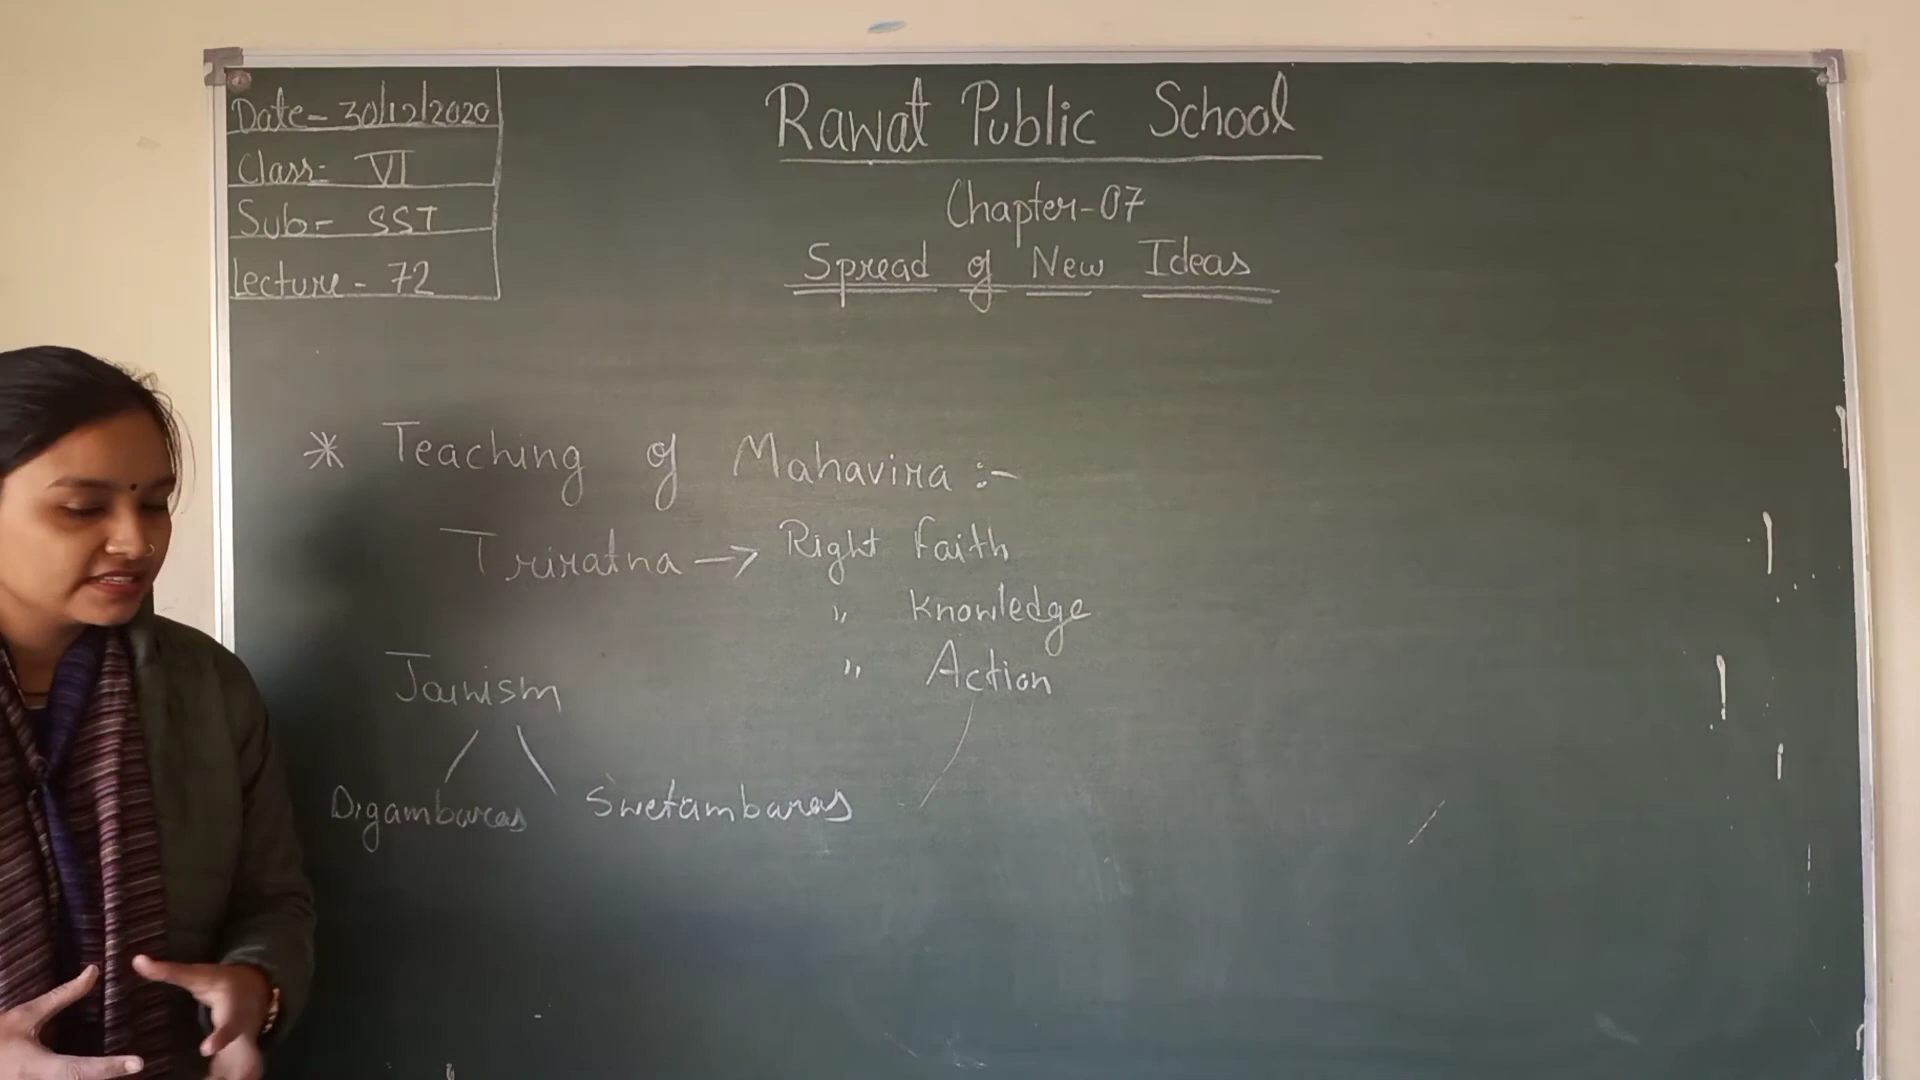 Date- 30/12/2020
Class:- VI
Sub:- SST
Lecture - 72
Rawat Public School
Chapter-07
Spread of New Ideas
* Teaching of Mahavira :-
Triratna → Right Faith
" Knowledge
" Action
Jainism
Digambaras Swetambaras